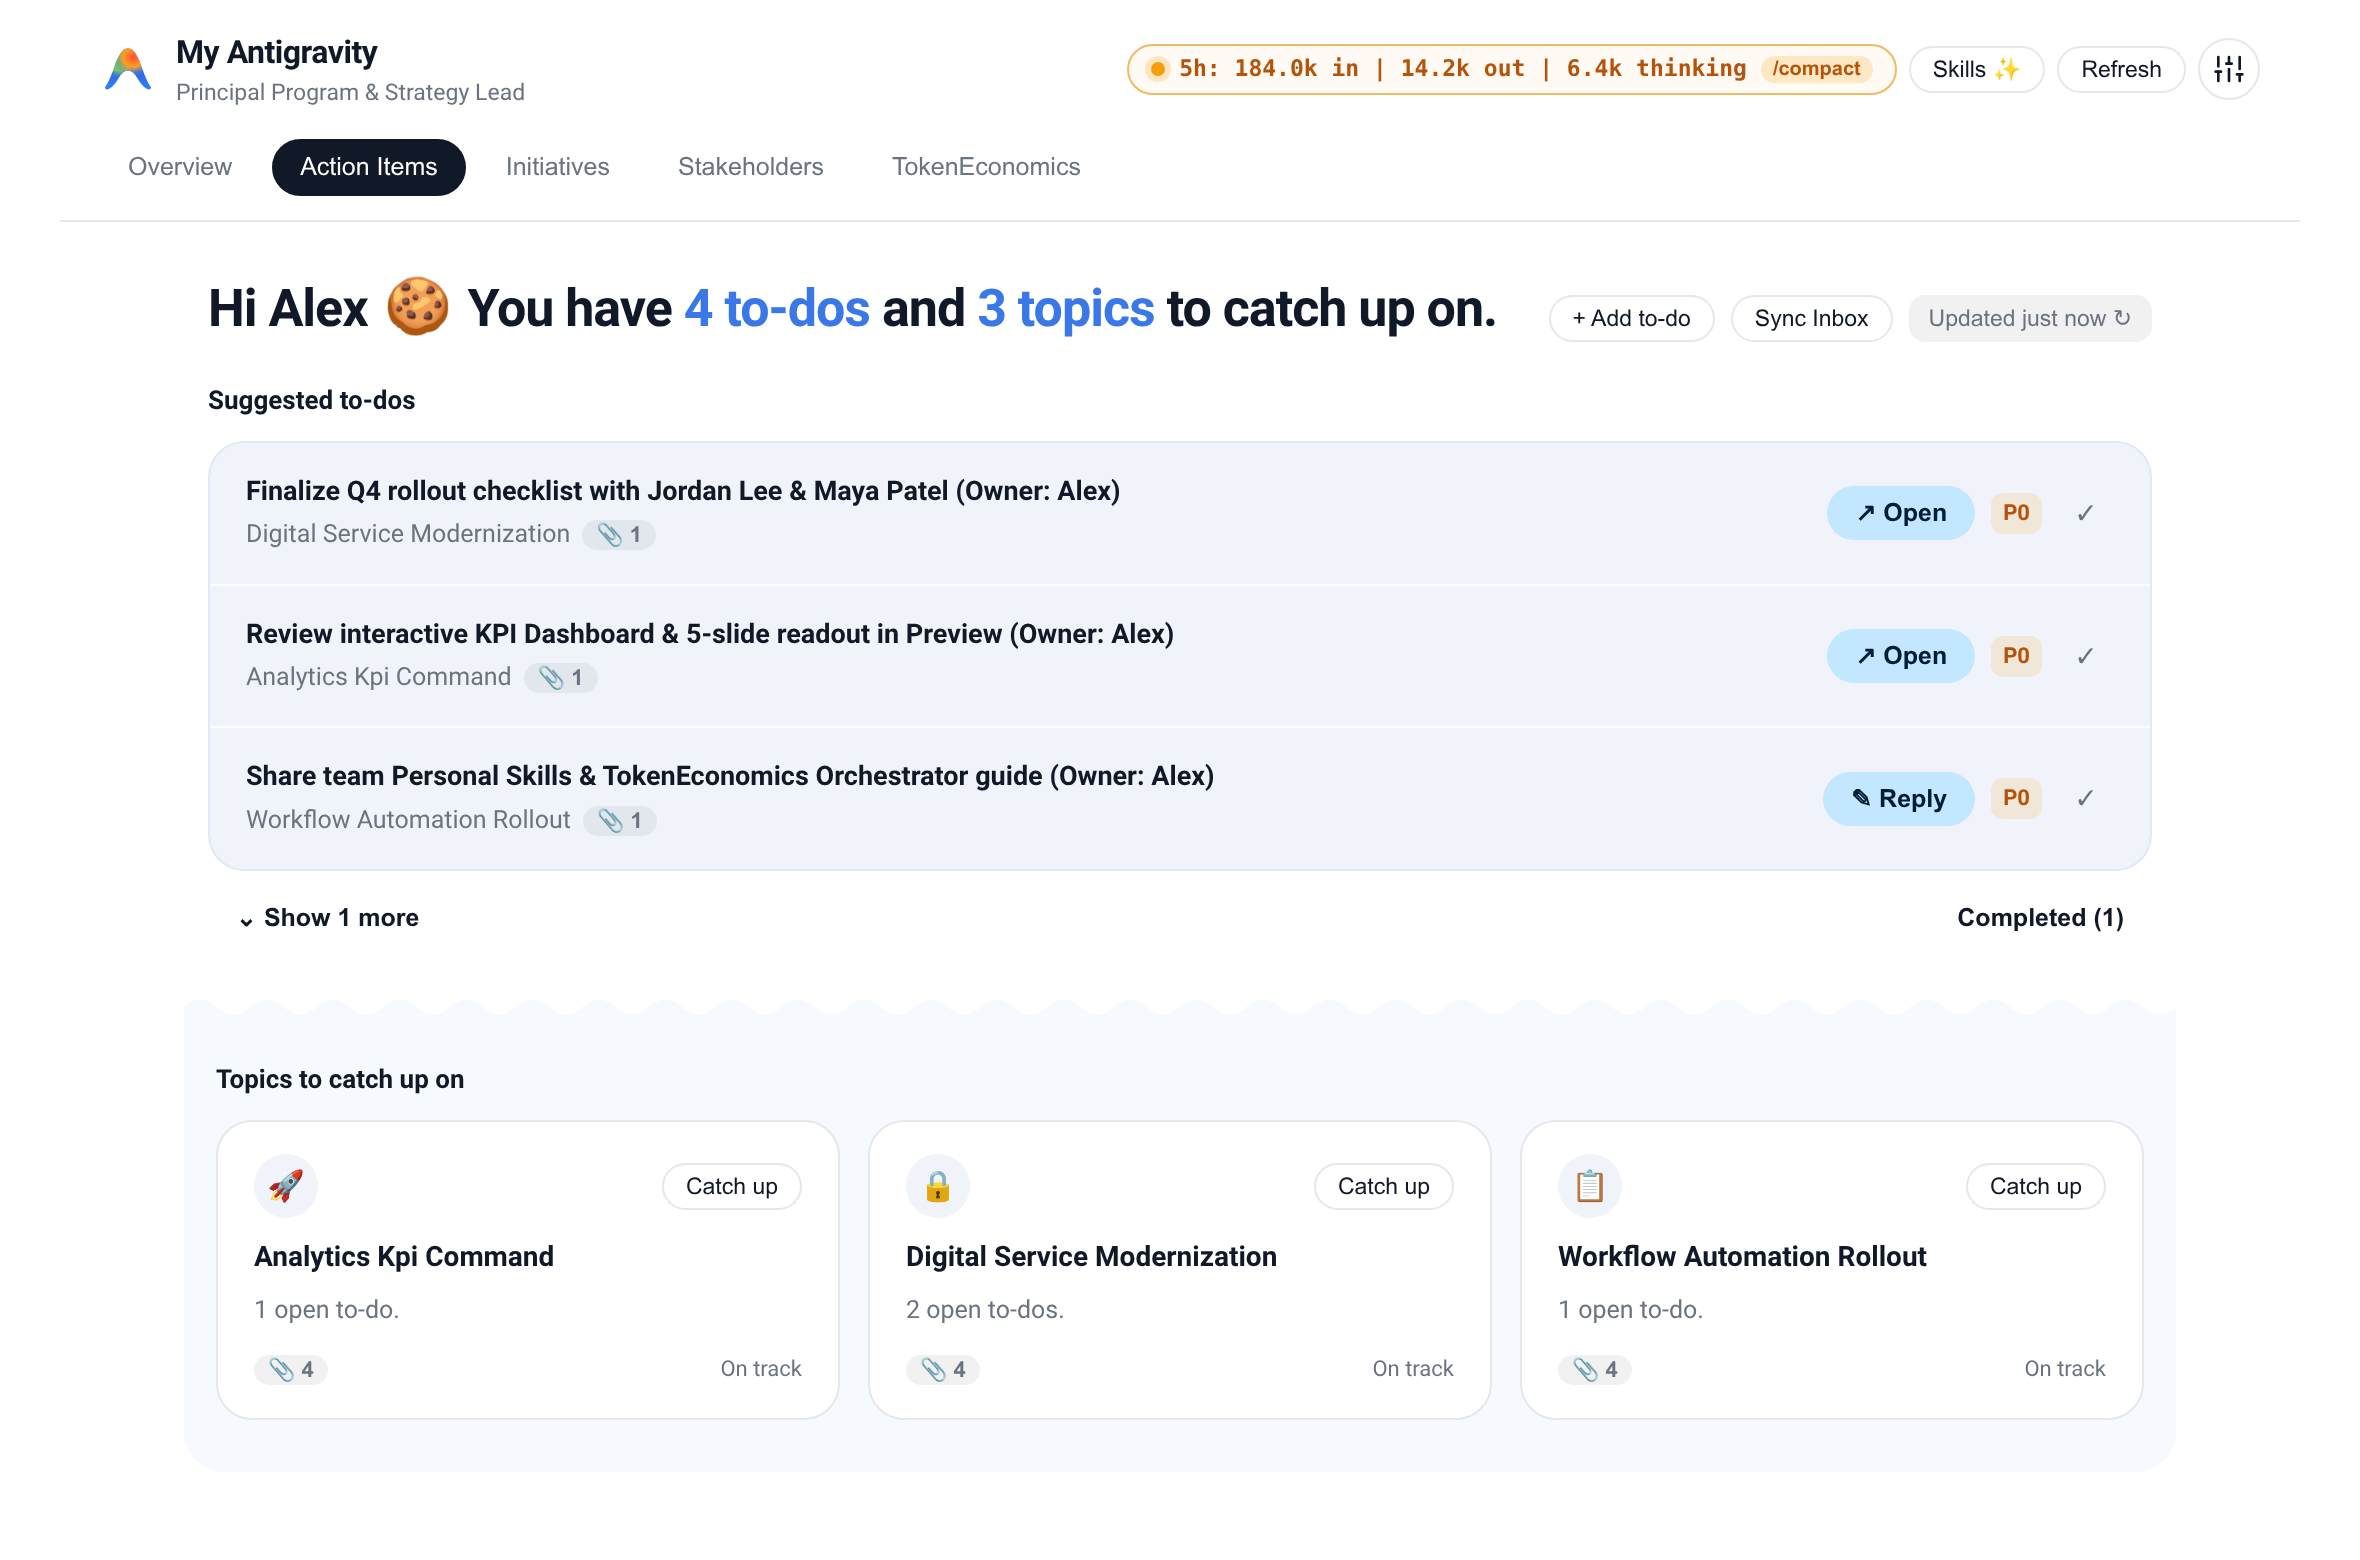 My Antigravity
Principal Program & Strategy Lead
5h: 184.0k in | 14.2k out | 6.4k thinking /compact
Skills ✨
Refresh
Overview
Action Items
Initiatives
Stakeholders
TokenEconomics
Hi Alex 🍪 You have 4 to-dos and 3 topics to catch up on.
+ Add to-do
Sync Inbox
Updated just now ↻
Suggested to-dos
Finalize Q4 rollout checklist with Jordan Lee & Maya Patel (Owner: Alex)
Digital Service Modernization 📎 1
↗ Open
P0
✓
Review interactive KPI Dashboard & 5-slide readout in Preview (Owner: Alex)
Analytics Kpi Command 📎 1
↗ Open
P0
✓
Share team Personal Skills & TokenEconomics Orchestrator guide (Owner: Alex)
Workflow Automation Rollout 📎 1
✎ Reply
P0
✓
⌄ Show 1 more
Completed (1)
Topics to catch up on
Catch up
Analytics Kpi Command
1 open to-do.
📎 4
On track
Catch up
Digital Service Modernization
2 open to-dos.
📎 4
On track
Catch up
Workflow Automation Rollout
1 open to-do.
📎 4
On track